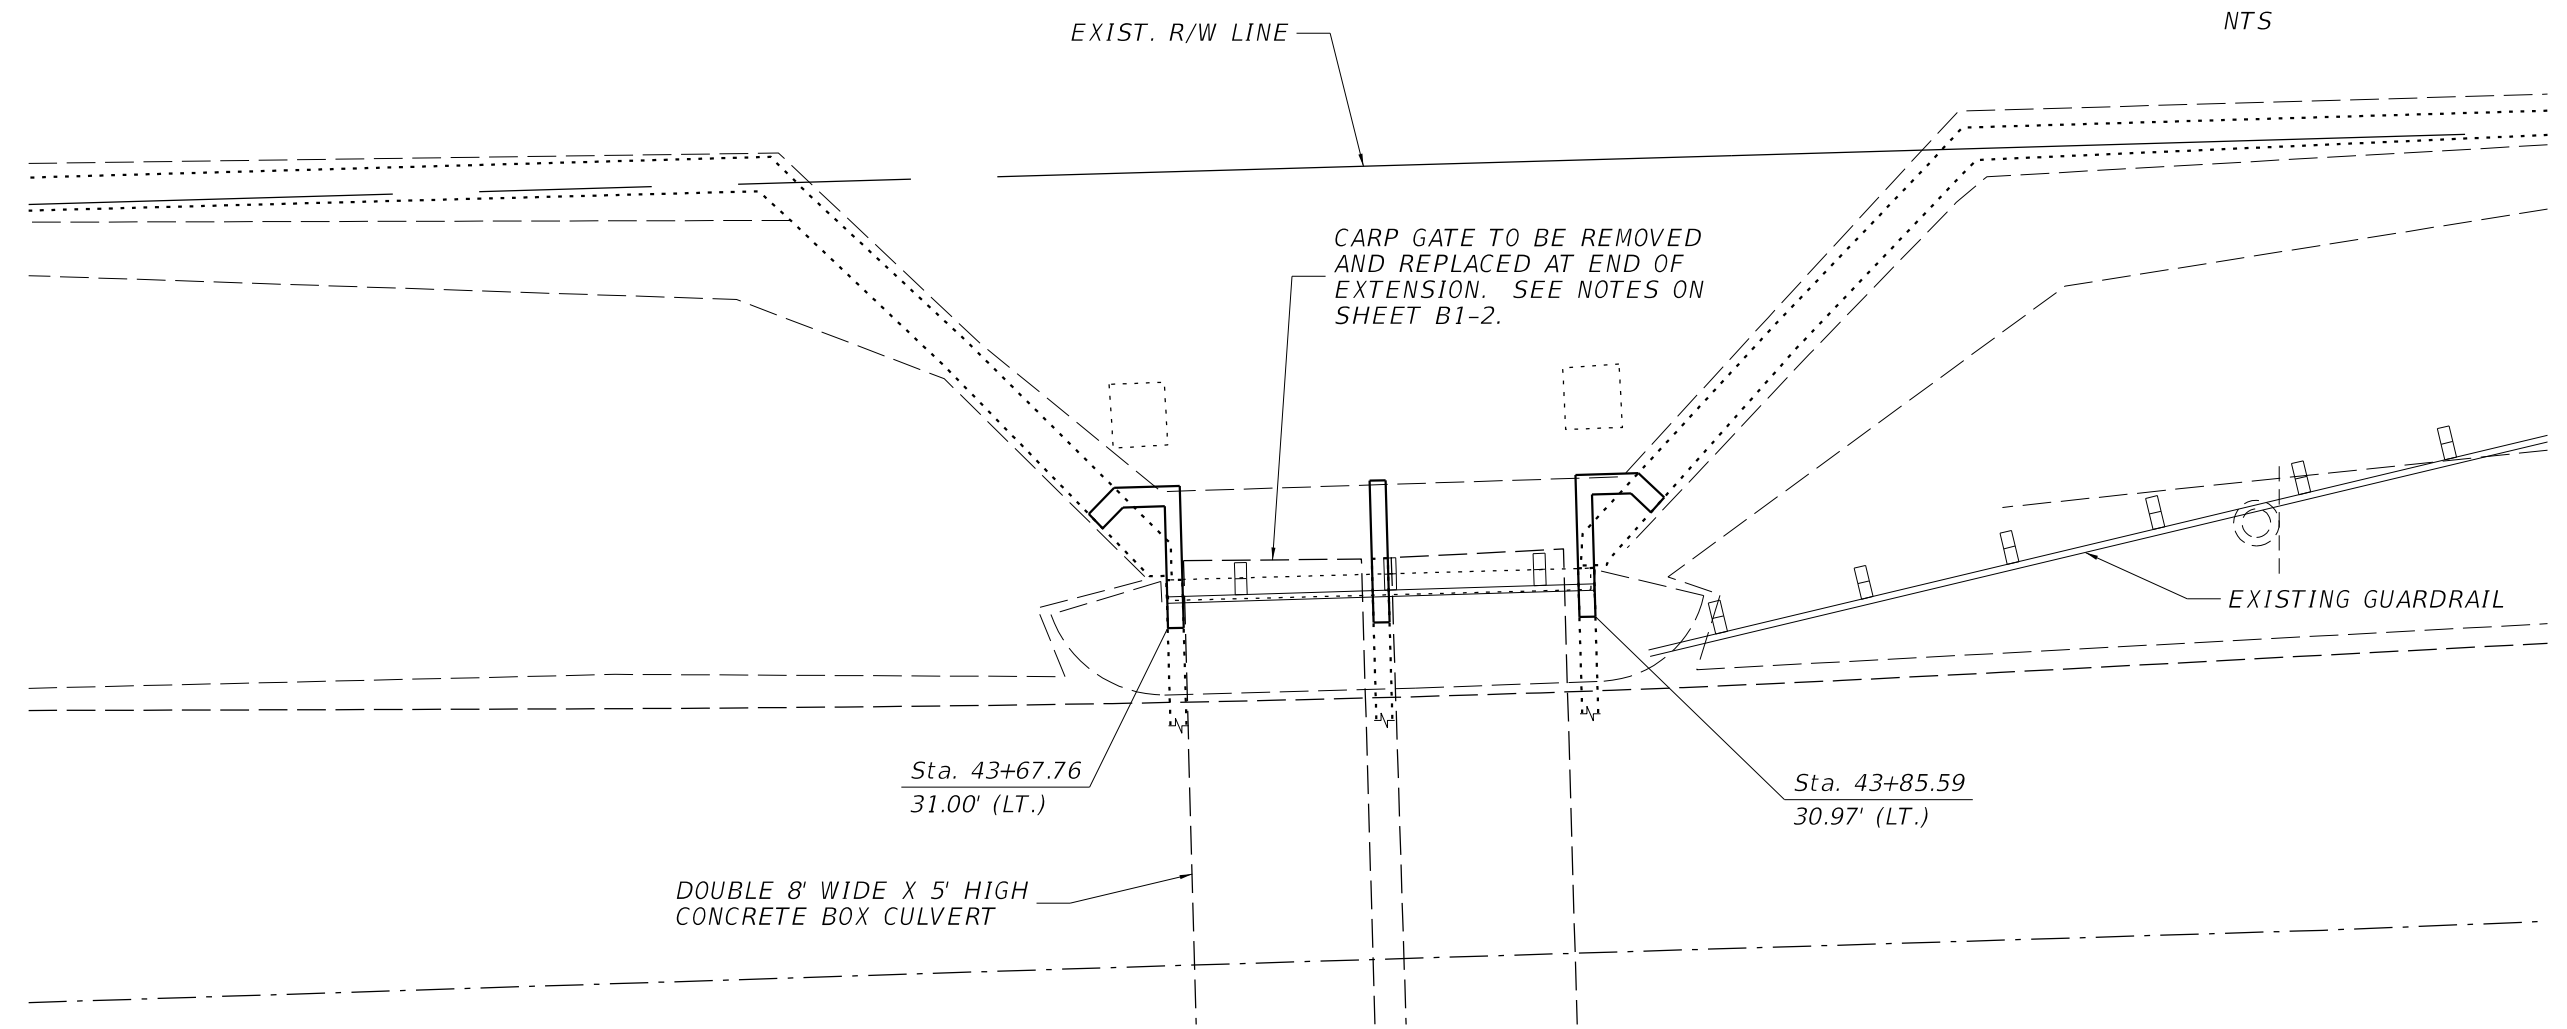 NTS
EXIST. R/W LINE
CARP GATE TO BE REMOVED
AND REPLACED AT END OF
EXTENSION. SEE NOTES ON
SHEET B1-2.
EXISTING GUARDRAIL
Sta. 43+67.76
31.00' (LT.)
Sta. 43+85.59
30.97' (LT.)
DOUBLE 8' WIDE X 5' HIGH
CONCRETE BOX CULVERT